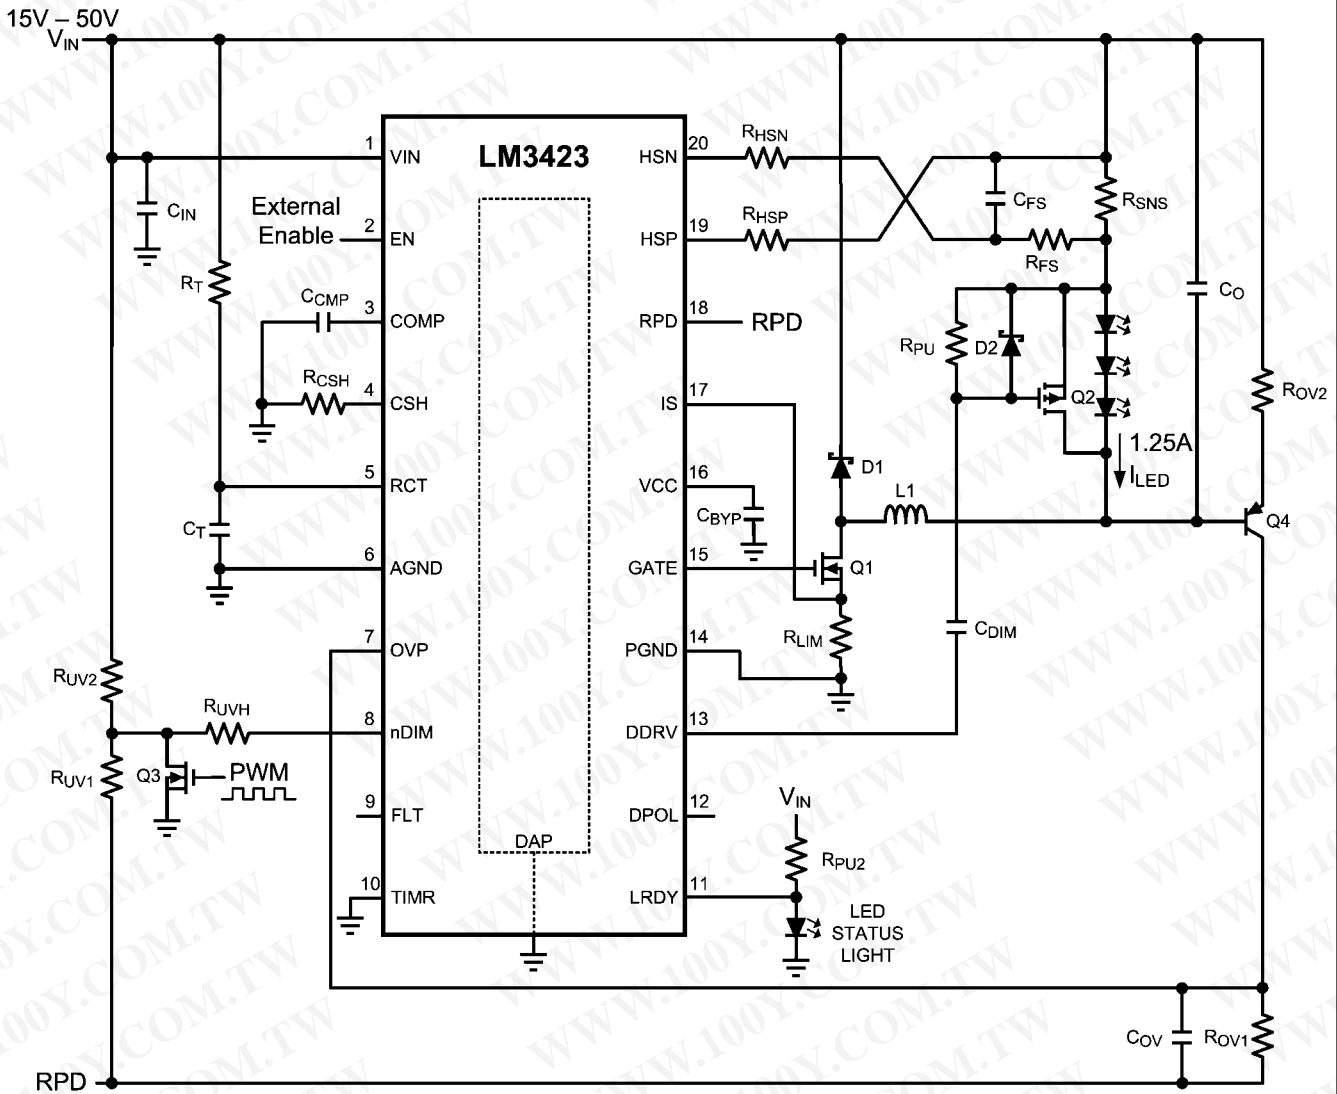 15V – 50V
VIN
LM3423
1 VIN
HSN 20
RHSN
CIN
External
Enable
2 EN
HSP 19
RHSP
CFS
RSNS
RFS
RT
CCMP
3 COMP
RPD 18
RPD
CO
RPU
D2
Q2
RCSH
4 CSH
IS 17
ROV2
1.25A
ILED
5 RCT
VCC 16
D1
L1
CBYP
Q4
CT
6 AGND
GATE 15
Q1
7 OVP
PGND 14
RLIM
CDIM
RUV2
RUVH
8 nDIM
DDRV 13
RUV1
Q3
PWM
9 FLT
DPOL 12
VIN
DAP
RPU2
10 TIMR
LRDY 11
LED
STATUS
LIGHT
COV
ROV1
RPD
WWW.100Y.COM.TW